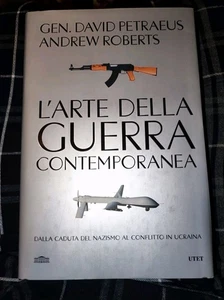 GEN. DAVID PETRAEUS
ANDREW ROBERTS
L'ARTE DELLA
GUERRA
CONTEMPORANEA
DALLA CADUTA DEL NAZISMO AL CONFLITTO IN UCRAINA
UTET